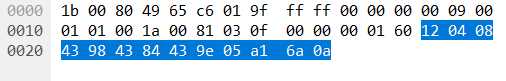 0000 1b 00 80 49 65 c6 01 9f ff ff 00 00 00 00 09 00
0010 01 01 00 1a 00 81 03 0f 00 00 00 01 60 12 04 08
0020 43 98 43 84 43 9e 05 a1 6a 0a